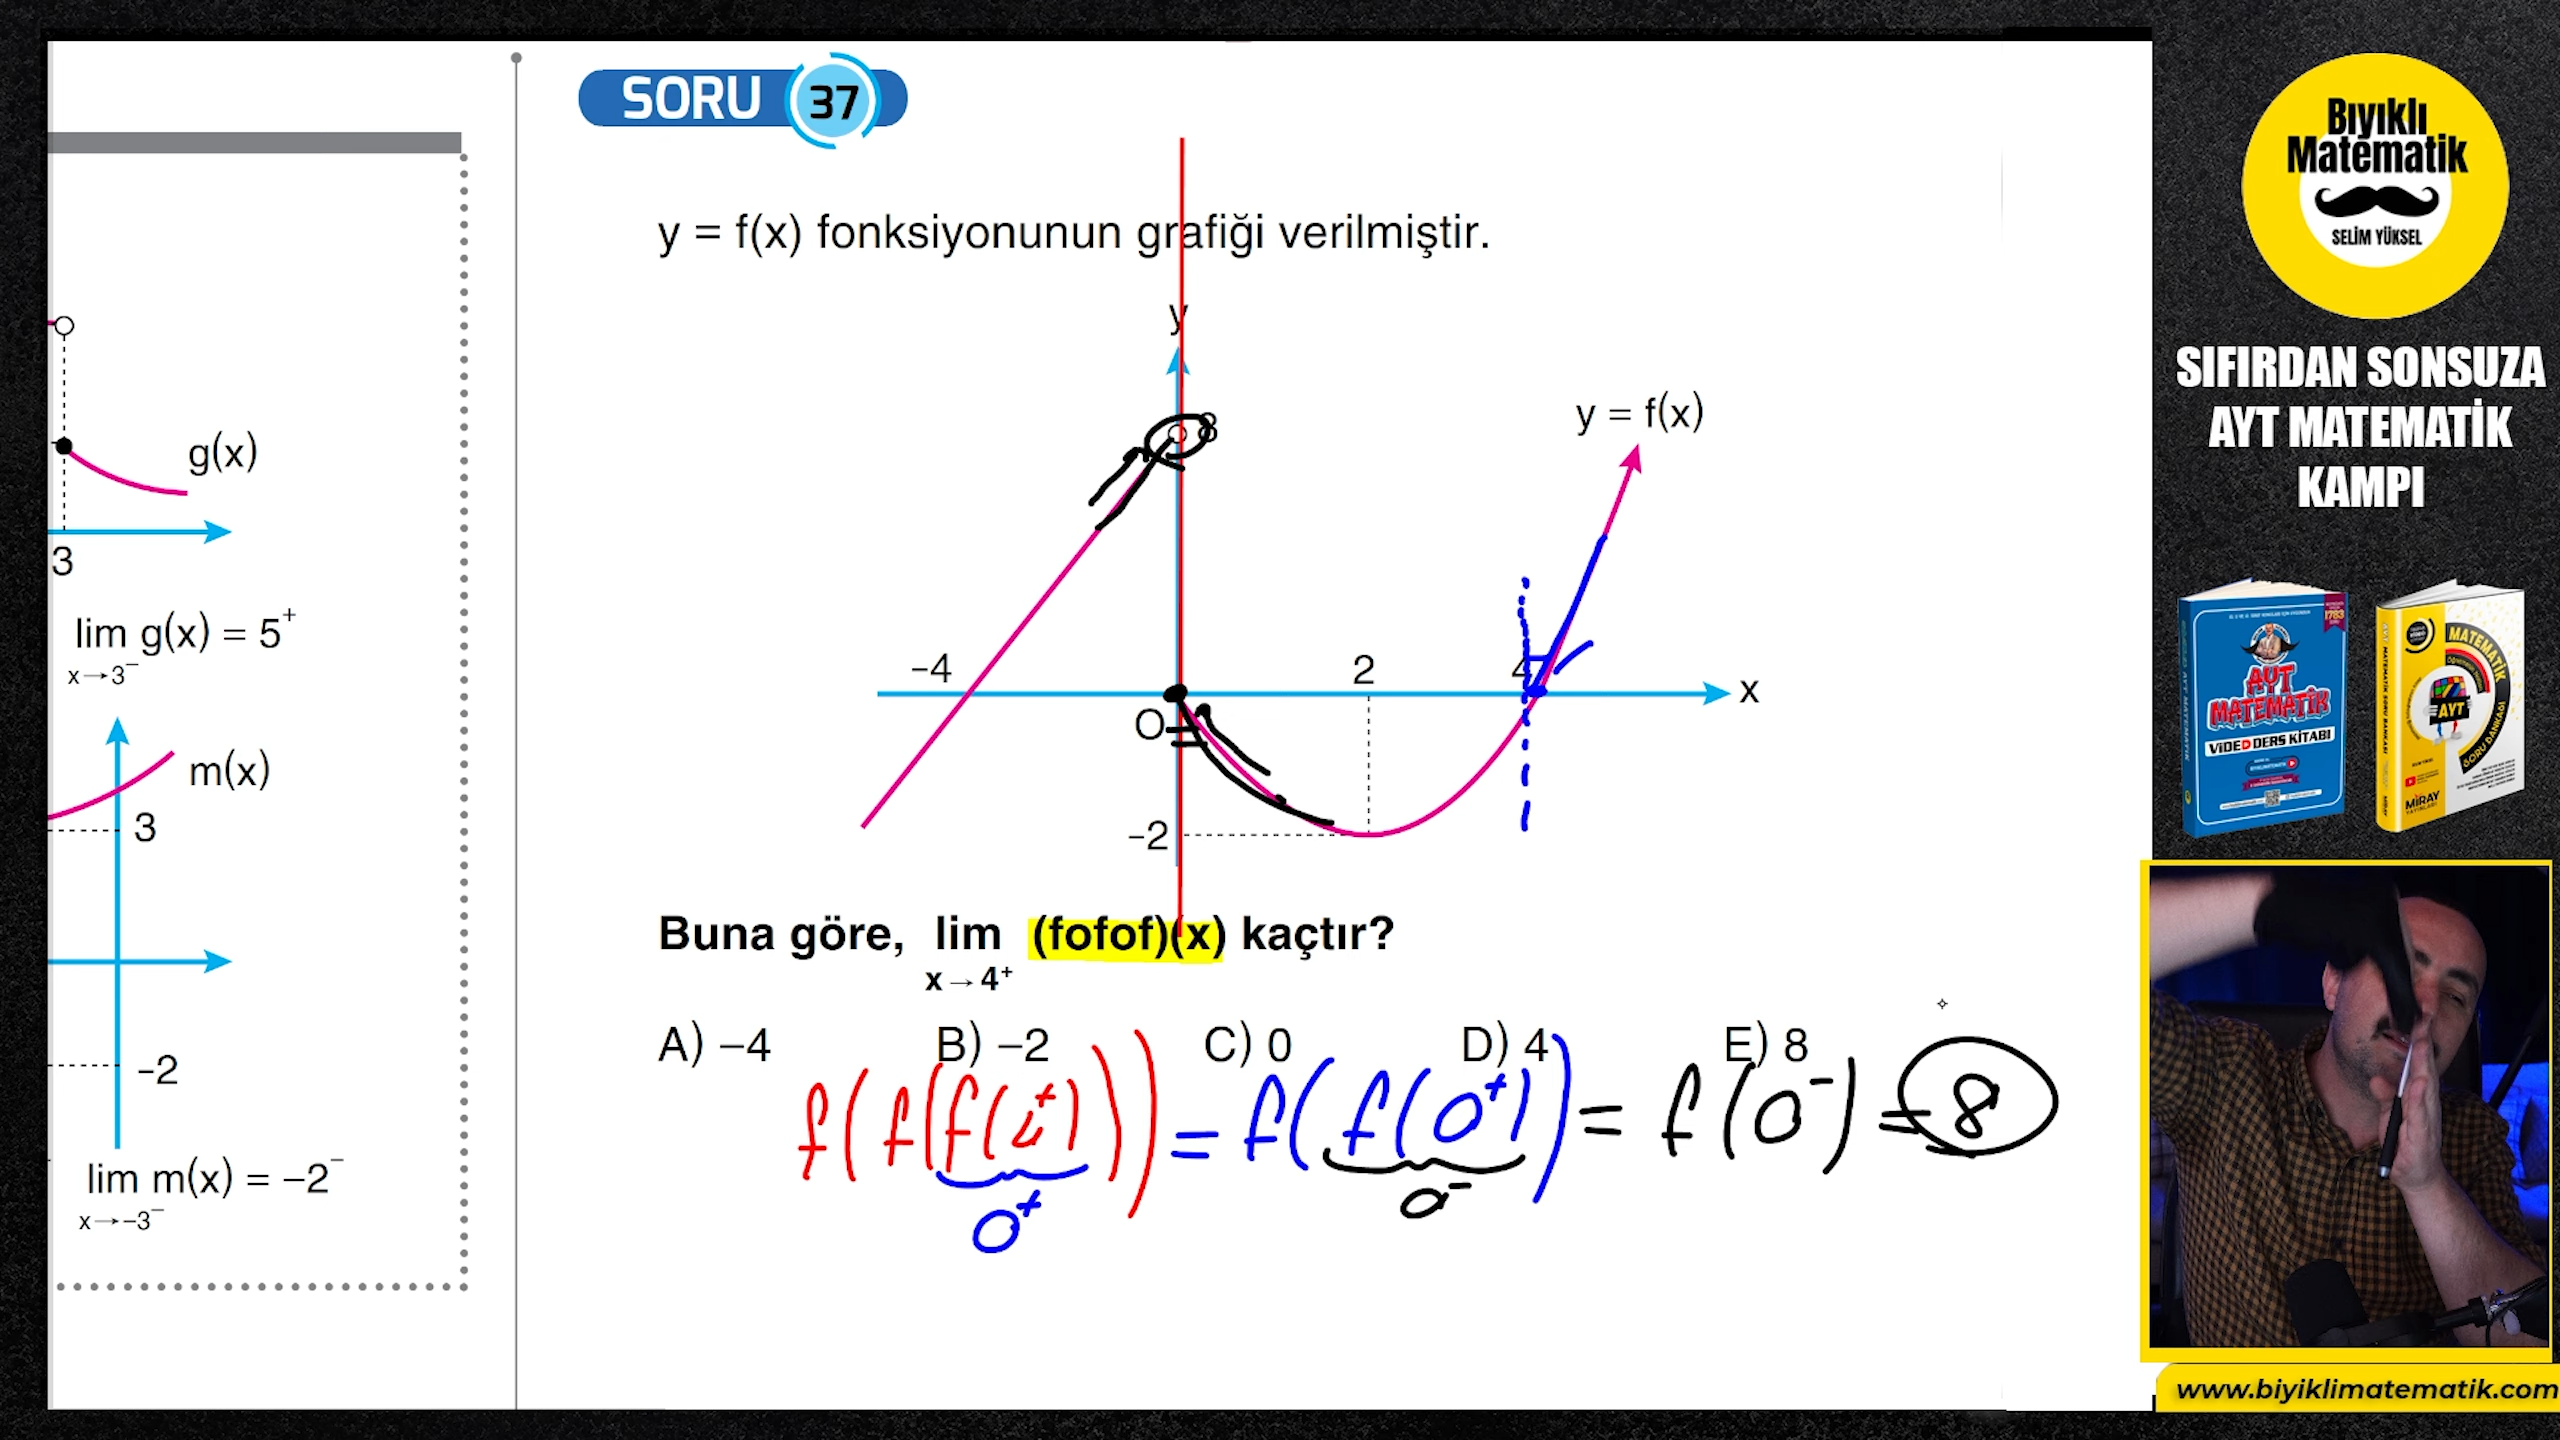 g(x)
3
lim g(x) = 5⁺
x→3⁻
m(x)
3
-2
lim m(x) = -2⁻
x→-3⁻
SORU 37
y = f(x) fonksiyonunun grafiği verilmiştir.
y
8
y = f(x)
-4
2
4
x
O
-2
Buna göre, lim (fofof)(x) kaçtır?
x→4⁺
A) -4 B) -2 C) 0 D) 4 E) 8
f(f(f(4⁺))) = f(f(0⁺)) = f(0⁻) = 8
0⁺
0⁻
Bıyıklı
Matematik
SELİM YÜKSEL
SIFIRDAN SONSUZA
AYT MATEMATİK
KAMPI
AYT
MATEMATİK
VİDEO DERS KİTABI
MATEMATİK
AYT
SORU BANKASI
MİRAY
www.biyiklimatematik.com